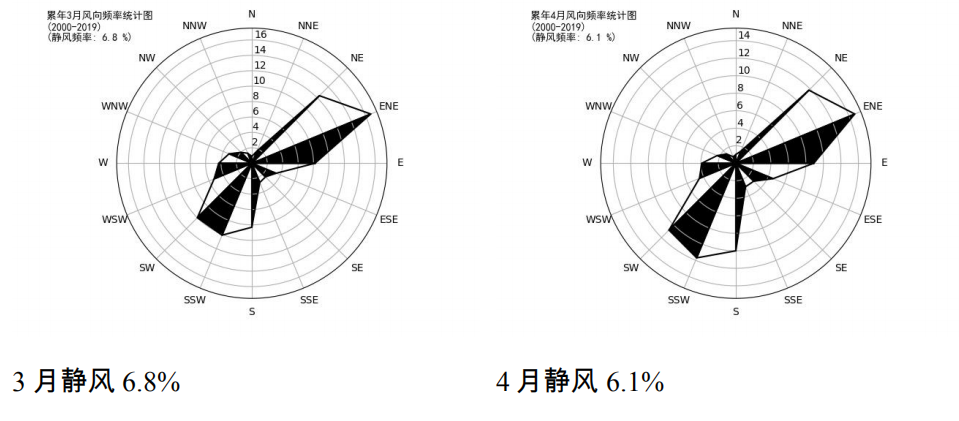 累年3月风向频率统计图
(2000-2019)
(静风频率: 6.8 %)
N
NNE
NE
ENE
E
ESE
SE
SSE
S
SSW
SW
WSW
W
WNW
NW
NNW
16
14
12
10
8
6
4
2
3 月静风 6.8%
累年4月风向频率统计图
(2000-2019)
(静风频率: 6.1 %)
N
NNE
NE
ENE
E
ESE
SE
SSE
S
SSW
SW
WSW
W
WNW
NW
NNW
14
12
10
8
6
4
2
4 月静风 6.1%